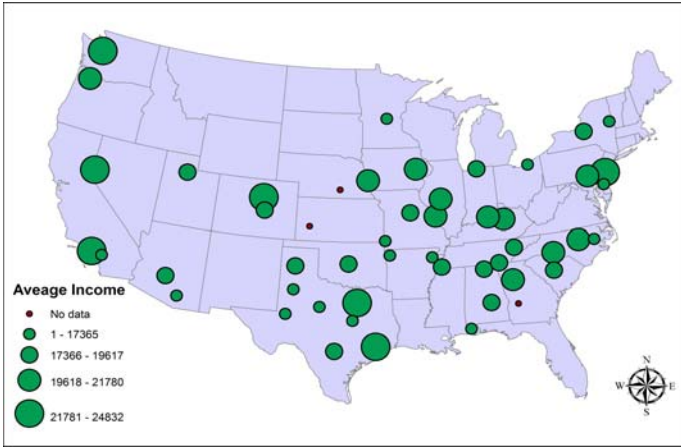 N
W E
S
Aveage Income
No data
1 - 17365
17366 - 19617
19618 - 21780
21781 - 24832